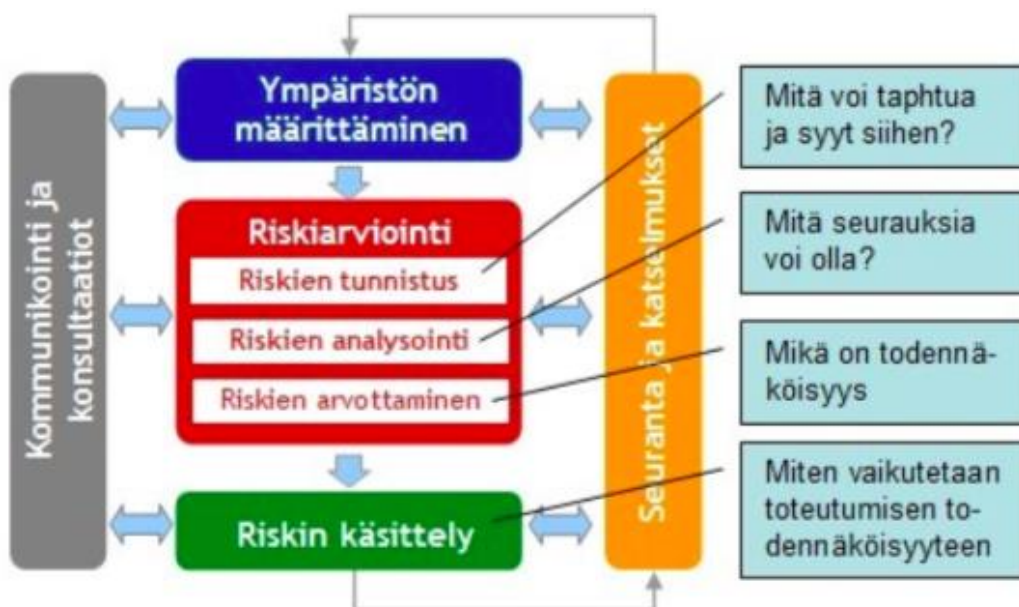 Kommunikointi ja
konsultaatiot
Ympäristön
määrittäminen
Riskiarviointi
Riskien tunnistus
Riskien analysointi
Riskien arvottaminen
Riskin käsittely
Seuranta ja katselmukset
Mitä voi taphtua
ja syyt siihen?
Mitä seurauksia
voi olla?
Mikä on todennä-
köisyys
Miten vaikutetaan
toteutumisen to-
dennäköisyyteen